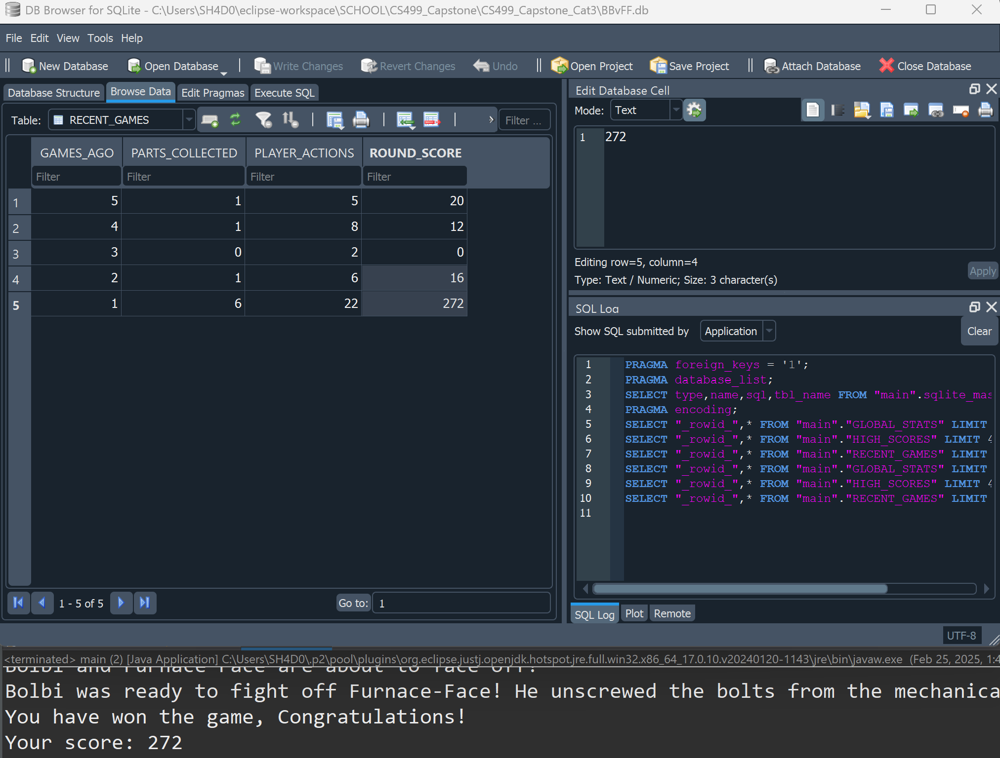 DB Browser for SQLite - C:\Users\SH4D0\eclipse-workspace\SCHOOL\CS499_Capstone\CS499_Capstone_Cat3\BBvFF.db
File Edit View Tools Help
New Database Open Database Write Changes Revert Changes Undo Open Project Save Project Attach Database Close Database
Database Structure Browse Data Edit Pragmas Execute SQL
Table: RECENT_GAMES Filter ...
GAMES_AGO PARTS_COLLECTED PLAYER_ACTIONS ROUND_SCORE
Filter Filter Filter Filter
1 5 1 5 20
2 4 1 8 12
3 3 0 2 0
4 2 1 6 16
5 1 6 22 272
1 - 5 of 5 Go to: 1
Edit Database Cell
Mode: Text
1 272
Editing row=5, column=4
Type: Text / Numeric; Size: 3 character(s)
Apply
SQL Log
Show SQL submitted by Application Clear
1 PRAGMA foreign_keys = '1';
2 PRAGMA database_list;
3 SELECT type,name,sql,tbl_name FROM "main".sqlite_mas
4 PRAGMA encoding;
5 SELECT "_rowid_",* FROM "main"."GLOBAL_STATS" LIMIT
6 SELECT "_rowid_",* FROM "main"."HIGH_SCORES" LIMIT 4
7 SELECT "_rowid_",* FROM "main"."RECENT_GAMES" LIMIT
8 SELECT "_rowid_",* FROM "main"."GLOBAL_STATS" LIMIT
9 SELECT "_rowid_",* FROM "main"."HIGH_SCORES" LIMIT 4
10 SELECT "_rowid_",* FROM "main"."RECENT_GAMES" LIMIT
11
SQL Log Plot Remote
UTF-8
<terminated> main (2) [Java Application] C:\Users\SH4D0\.p2\pool\plugins\org.eclipse.justj.openjdk.hotspot.jre.full.win32.x86_64_17.0.10.v20240120-1143\jre\bin\javaw.exe (Feb 25, 2025, 1:4
Bolbi and Furnace Face are about to face off!
Bolbi was ready to fight off Furnace-Face! He unscrewed the bolts from the mechanica
You have won the game, Congratulations!
Your score: 272